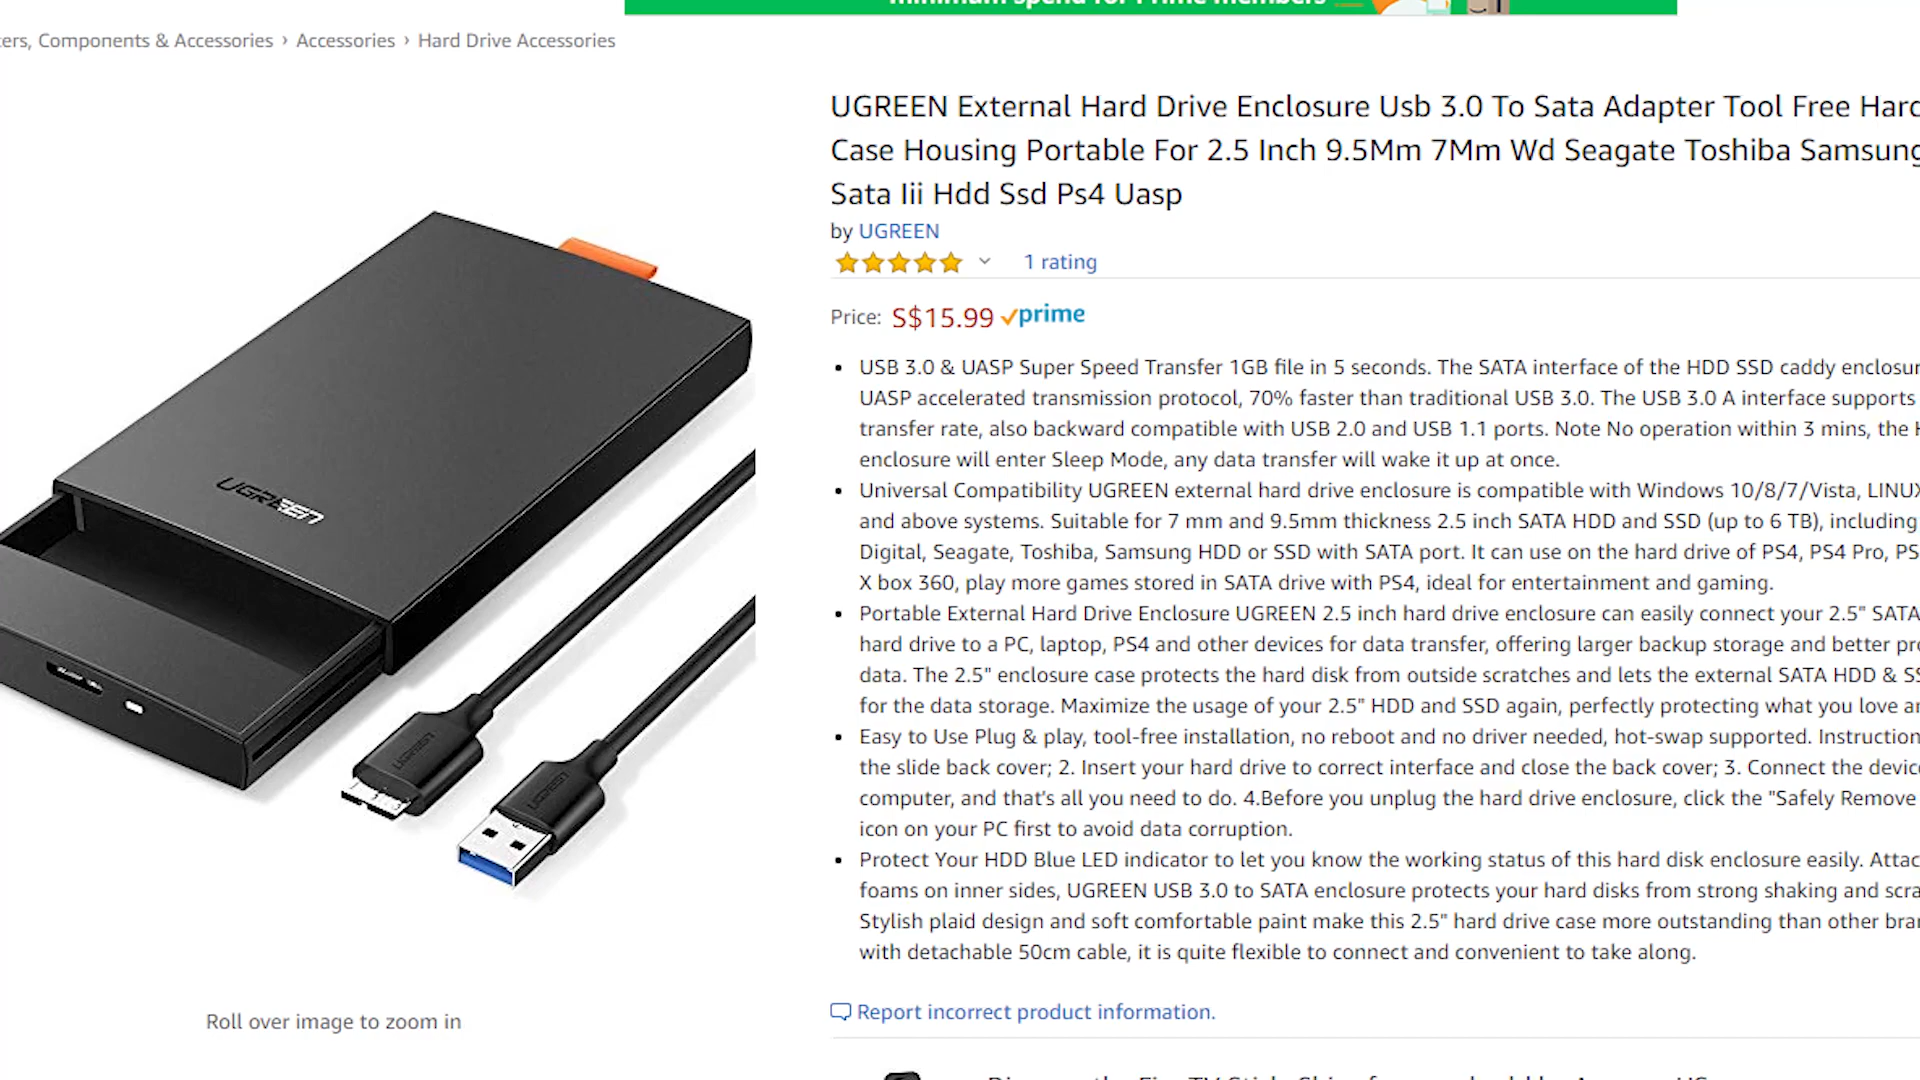 minimum spend for Prime members
Components & Accessories › Accessories › Hard Drive Accessories
UGREEN External Hard Drive Enclosure Usb 3.0 To Sata Adapter Tool Free Hard
Case Housing Portable For 2.5 Inch 9.5Mm 7Mm Wd Seagate Toshiba Samsung
Sata Iii Hdd Ssd Ps4 Uasp
by UGREEN
1 rating
Price: S$15.99 prime
• USB 3.0 & UASP Super Speed Transfer 1GB file in 5 seconds. The SATA interface of the HDD SSD caddy
UASP accelerated transmission protocol, 70% faster than traditional USB 3.0. The USB 3.0 A interface supports
transfer rate, also backward compatible with USB 2.0 and USB 1.1 ports. Note No operation within 3 mins, the
enclosure will enter Sleep Mode, any data transfer will wake it up at once.
• Universal Compatibility UGREEN external hard drive enclosure is compatible with Windows 10/8/7/Vista, LINUX
and above systems. Suitable for 7 mm and 9.5mm thickness 2.5 inch SATA HDD and SSD (up to 6 TB), including
Digital, Seagate, Toshiba, Samsung HDD or SSD with SATA port. It can use on the hard drive of PS4, PS4 Pro,
X box 360, play more games stored in SATA drive with PS4, ideal for entertainment and gaming.
• Portable External Hard Drive Enclosure UGREEN 2.5 inch hard drive enclosure can easily connect your 2.5" SATA
hard drive to a PC, laptop, PS4 and other devices for data transfer, offering larger backup storage and better
data. The 2.5" enclosure case protects the hard disk from outside scratches and lets the external SATA HDD &
for the data storage. Maximize the usage of your 2.5" HDD and SSD again, perfectly protecting what you love
• Easy to Use Plug & play, tool-free installation, no reboot and no driver needed, hot-swap supported. Instruction
the slide back cover; 2. Insert your hard drive to correct interface and close the back cover; 3. Connect the
computer, and that's all you need to do. 4.Before you unplug the hard drive enclosure, click the "Safely Remove
icon on your PC first to avoid data corruption.
• Protect Your HDD Blue LED indicator to let you know the working status of this hard disk enclosure easily.
foams on inner sides, UGREEN USB 3.0 to SATA enclosure protects your hard disks from strong shaking and
Stylish plaid design and soft comfortable paint make this 2.5" hard drive case more outstanding than other
with detachable 50cm cable, it is quite flexible to connect and convenient to take along.
Report incorrect product information.
UGREEN
UGREEN
UGREEN
Roll over image to zoom in